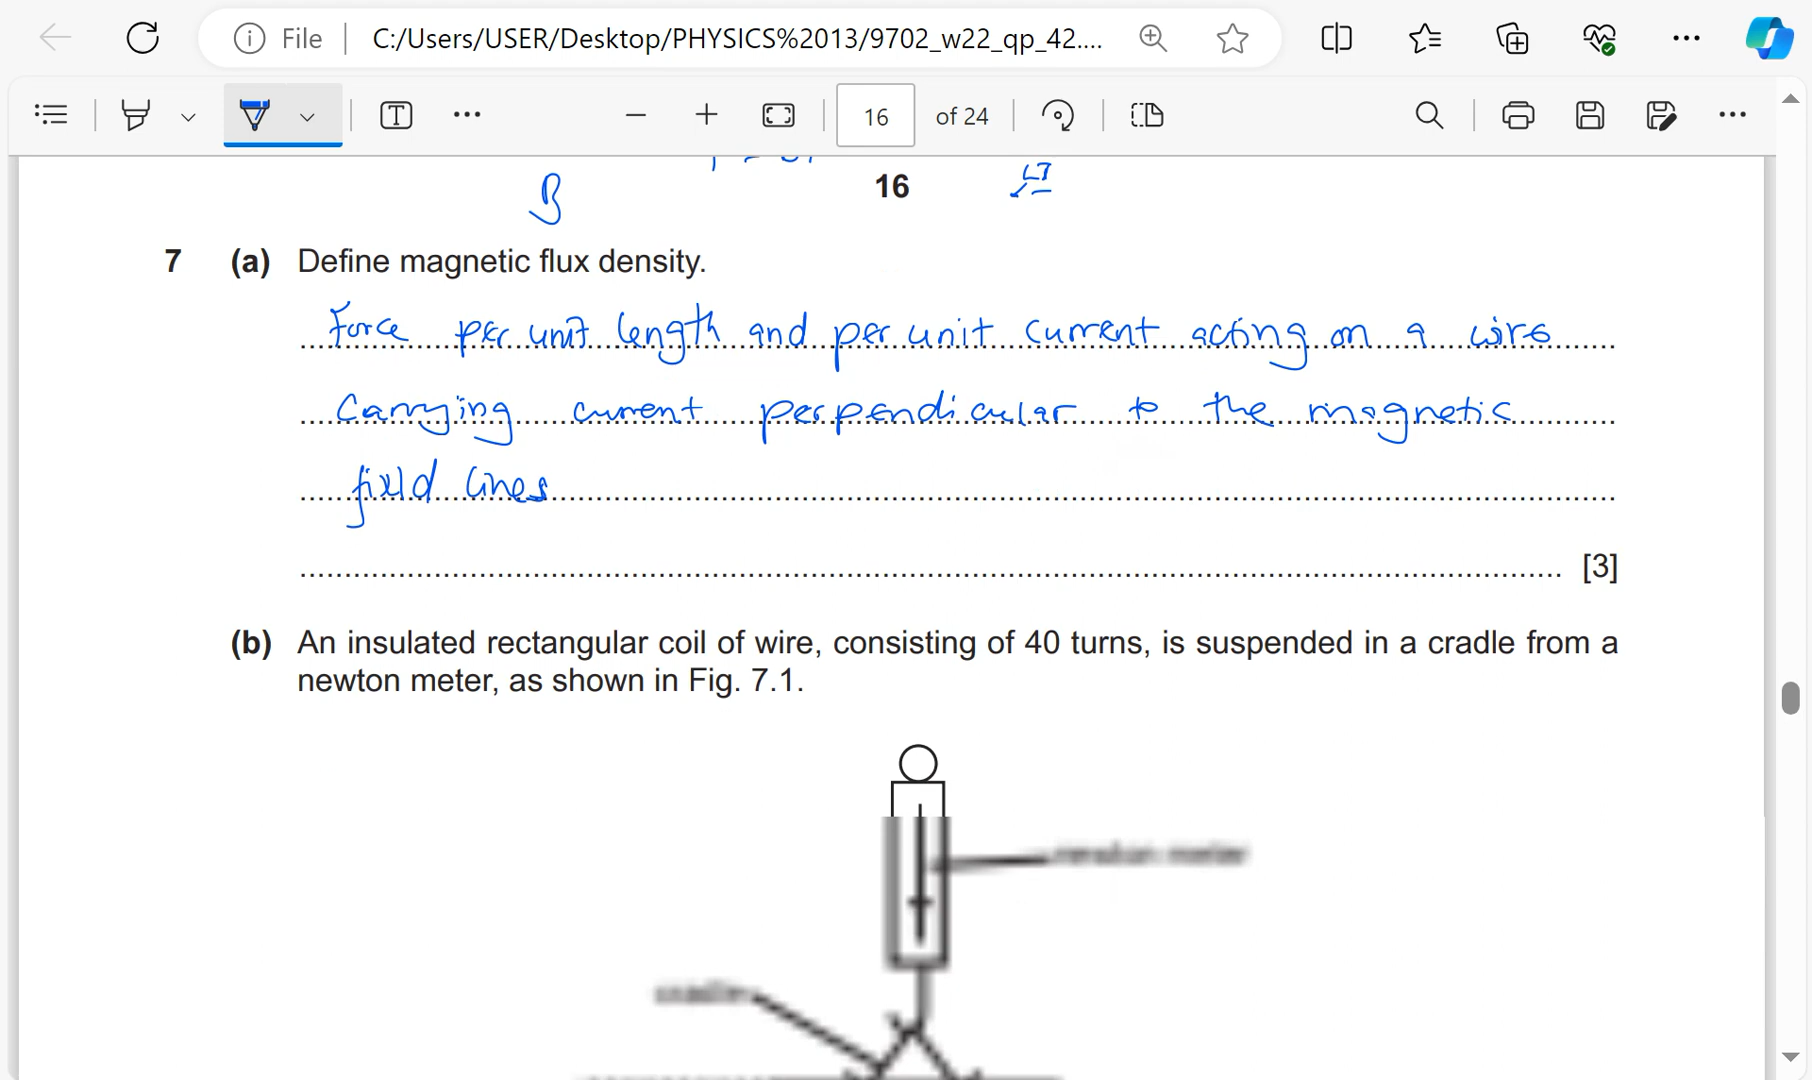 File
C:/Users/USER/Desktop/PHYSICS%2013/9702_w22_qp_42....
16 of 24
B
16
7 (a) Define magnetic flux density.
Force per unit length and per unit current acting on a wire
Carrying current perpendicular to the magnetic
field lines
[3]
(b) An insulated rectangular coil of wire, consisting of 40 turns, is suspended in a cradle from a
newton meter, as shown in Fig. 7.1.
newton meter
cradle